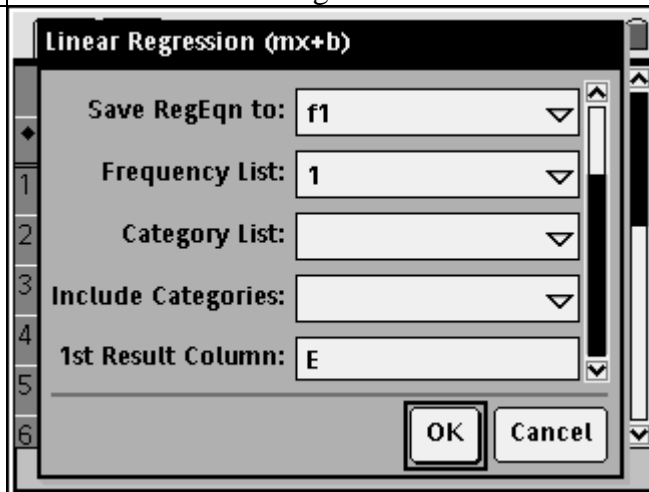 Linear Regression (mx+b)
Save RegEqn to: f1
Frequency List: 1
Category List:
Include Categories:
1st Result Column: E
OK Cancel
1
2
3
4
5
6